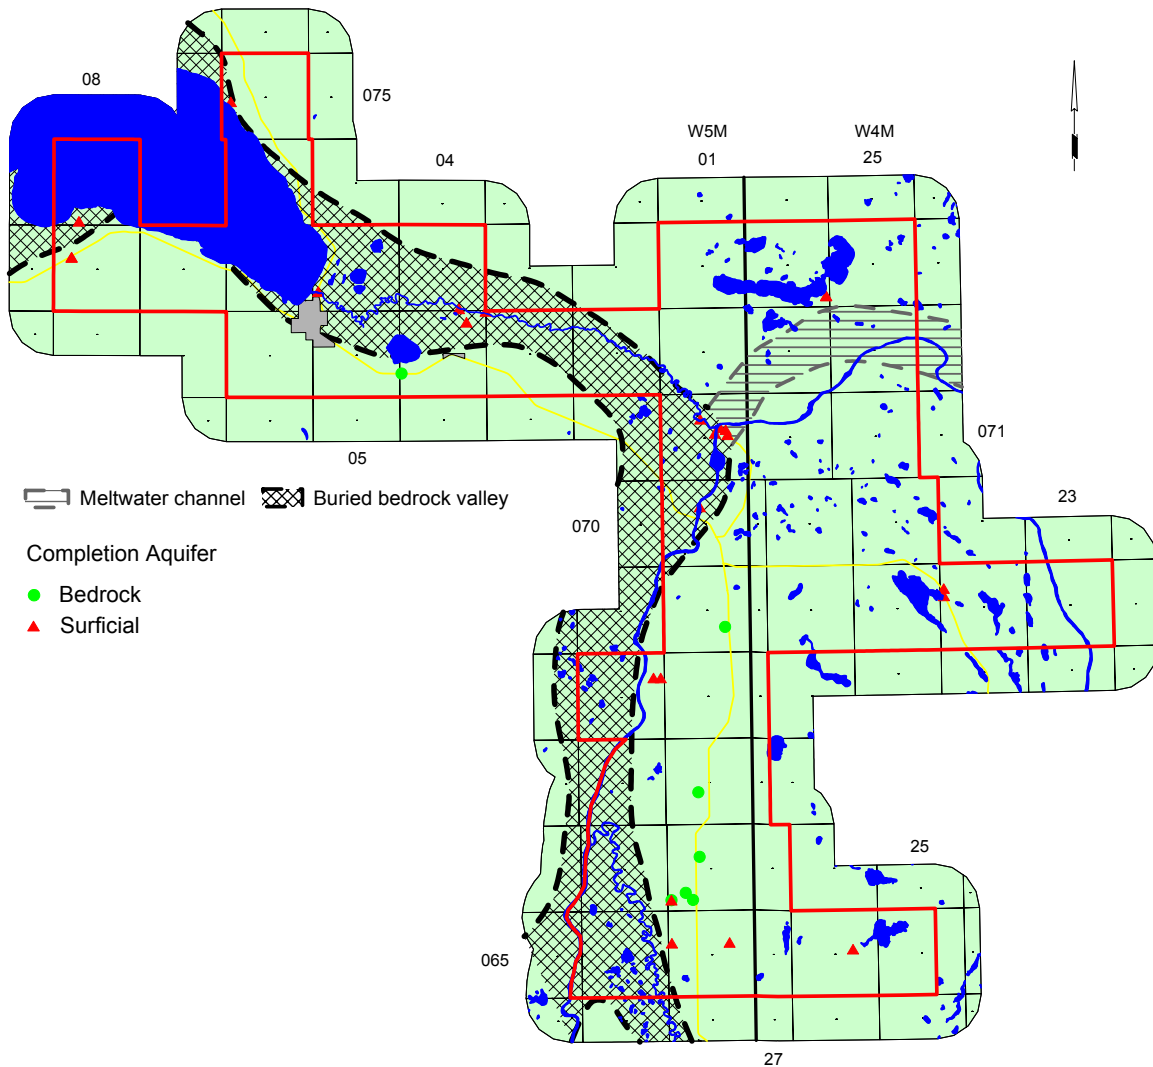 08
075
04
W5M
W4M
01
25
071
23
05
Meltwater channel
Buried bedrock valley
070
Completion Aquifer
Bedrock
Surficial
25
065
27